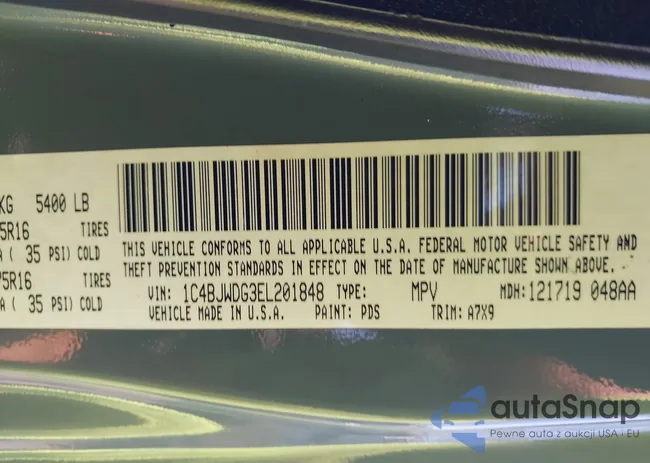 KG 5400 LB
5R16 TIRES
A ( 35 PSI) COLD
75R16 TIRES
A ( 35 PSI) COLD
THIS VEHICLE CONFORMS TO ALL APPLICABLE U.S.A. FEDERAL MOTOR VEHICLE SAFETY AND
THEFT PREVENTION STANDARDS IN EFFECT ON THE DATE OF MANUFACTURE SHOWN ABOVE.
VIN: 1C4BJWDG3EL201848 TYPE: MPV MDH: 121719 048AA
VEHICLE MADE IN U.S.A. PAINT: PDS TRIM: A7X9
autaSnap
Pewne auta z aukcji USA i EU